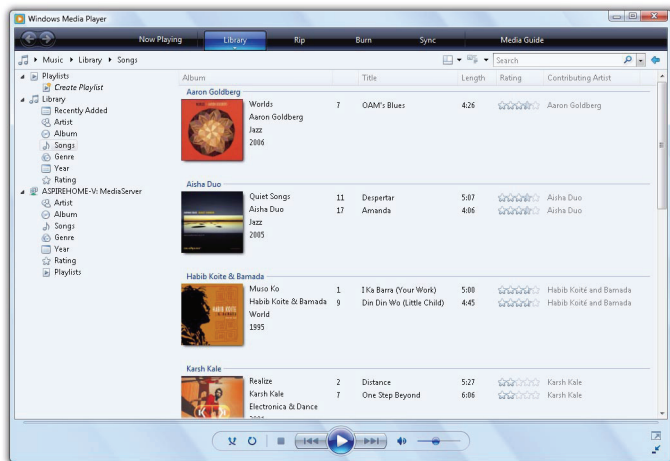 Windows Media Player
Now Playing Library Rip Burn Sync Media Guide
Music Library Songs Search
Playlists
Create Playlist
Library
Recently Added
Artist
Album
Songs
Genre
Year
Rating
ASPIREHOME-V: MediaServer
Artist
Album
Songs
Genre
Year
Rating
Playlists
Album Title Length Rating Contributing Artist
Aaron Goldberg
Worlds 7 OAM's Blues 4:26 Aaron Goldberg
Aaron Goldberg
Jazz
2006
Aisha Duo
Quiet Songs 11 Despertar 5:07 Aisha Duo
Aisha Duo 17 Amanda 4:06 Aisha Duo
Jazz
2005
Habib Koite & Bamada
Muso Ko 1 I Ka Barra (Your Work) 5:00 Habib Koité and Bamada
Habib Koite & Bamada 9 Din Din Wo (Little Child) 4:45 Habib Koité and Bamada
World
1995
HABIB KOITE
Karsh Kale
Realize 2 Distance 5:27 Karsh Kale
Karsh Kale 7 One Step Beyond 6:06 Karsh Kale
Electronica & Dance